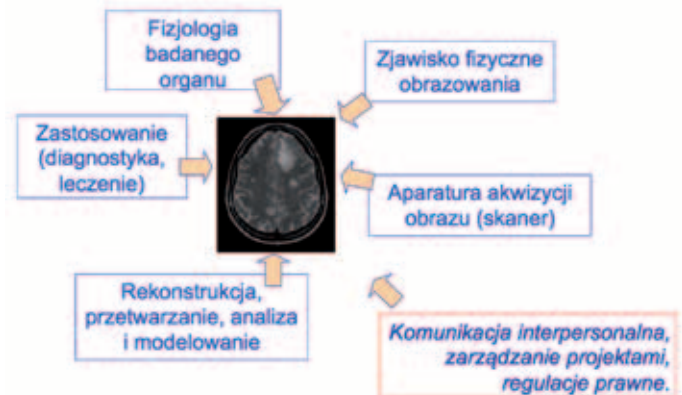 Fizjologia
badanego
organu
Zjawisko fizyczne
obrazowania
Zastosowanie
(diagnostyka,
leczenie)
Aparatura akwizycji
obrazu (skaner)
Rekonstrukcja,
przetwarzanie, analiza
i modelowanie
Komunikacja interpersonalna,
zarządzanie projektami,
regulacje prawne.